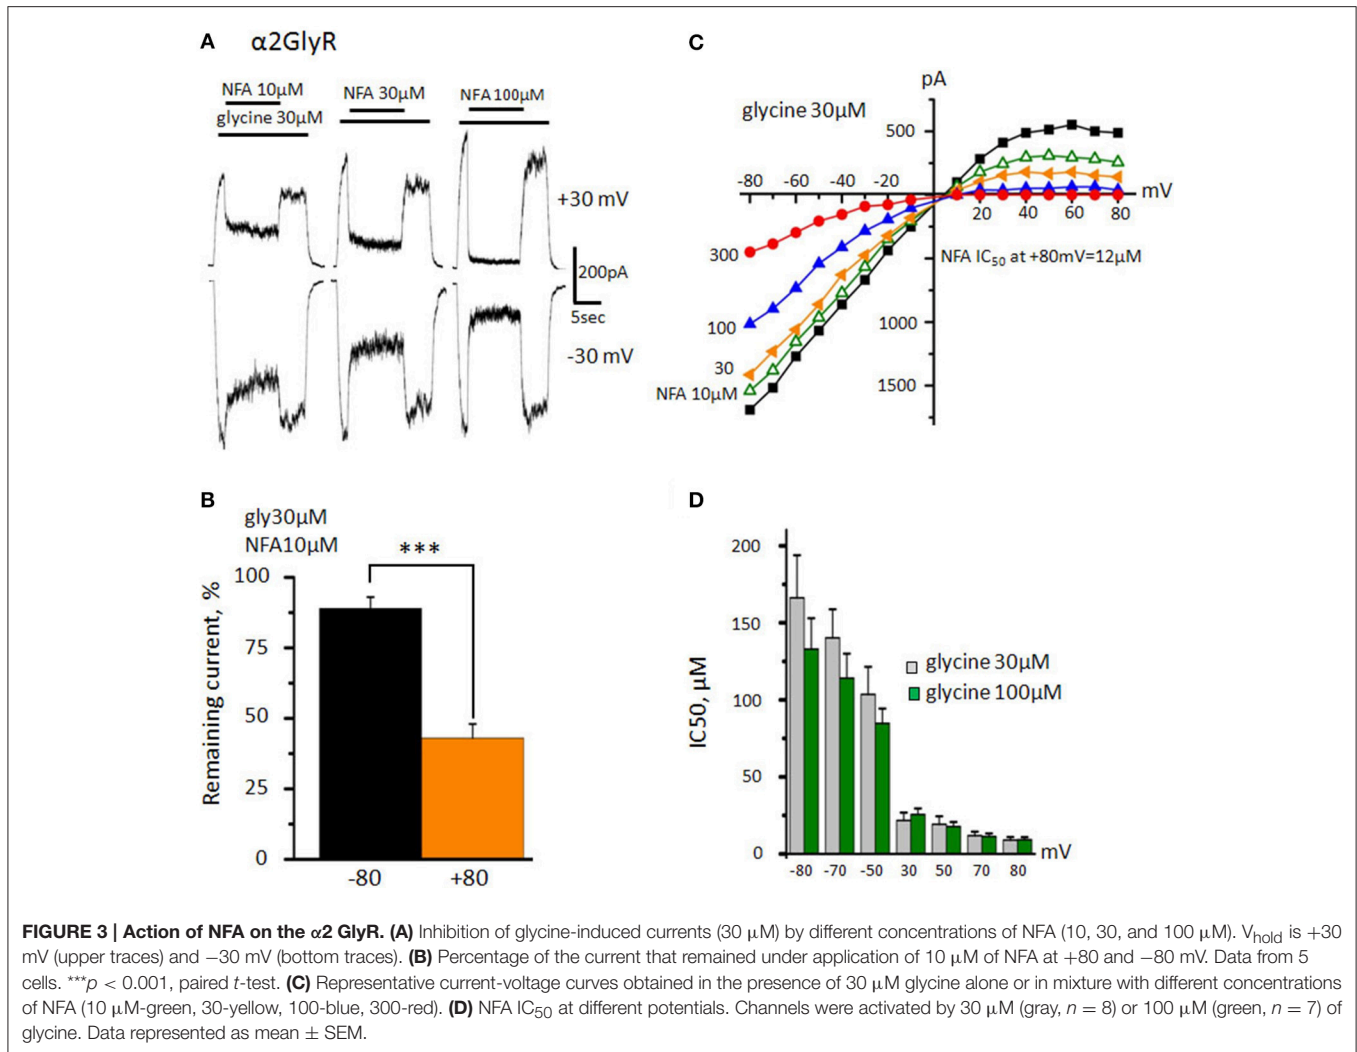 A α2GlyR
NFA 10µM
glycine 30µM
NFA 30µM
NFA 100µM
+30 mV
200pA
5sec
-30 mV
B
gly30µM
NFA10µM
***
Remaining current, %
100
75
50
25
0
-80 +80
C
glycine 30µM
pA
500
-80 -60 -40 -20
mV
20 40 60 80
NFA IC50 at +80mV=12µM
300
100
30
NFA 10µM
1000
1500
D
IC50, µM
200
150
100
50
0
glycine 30µM
glycine 100µM
-80 -70 -50 30 50 70 80 mV
FIGURE 3 | Action of NFA on the α2 GlyR. (A) Inhibition of glycine-induced currents (30 µM) by different concentrations of NFA (10, 30, and 100 µM). Vhold is +30
mV (upper traces) and −30 mV (bottom traces). (B) Percentage of the current that remained under application of 10 µM of NFA at +80 and −80 mV. Data from 5
cells. ***p < 0.001, paired t-test. (C) Representative current-voltage curves obtained in the presence of 30 µM glycine alone or in mixture with different concentrations
of NFA (10 µM-green, 30-yellow, 100-blue, 300-red). (D) NFA IC50 at different potentials. Channels were activated by 30 µM (gray, n = 8) or 100 µM (green, n = 7) of
glycine. Data represented as mean ± SEM.